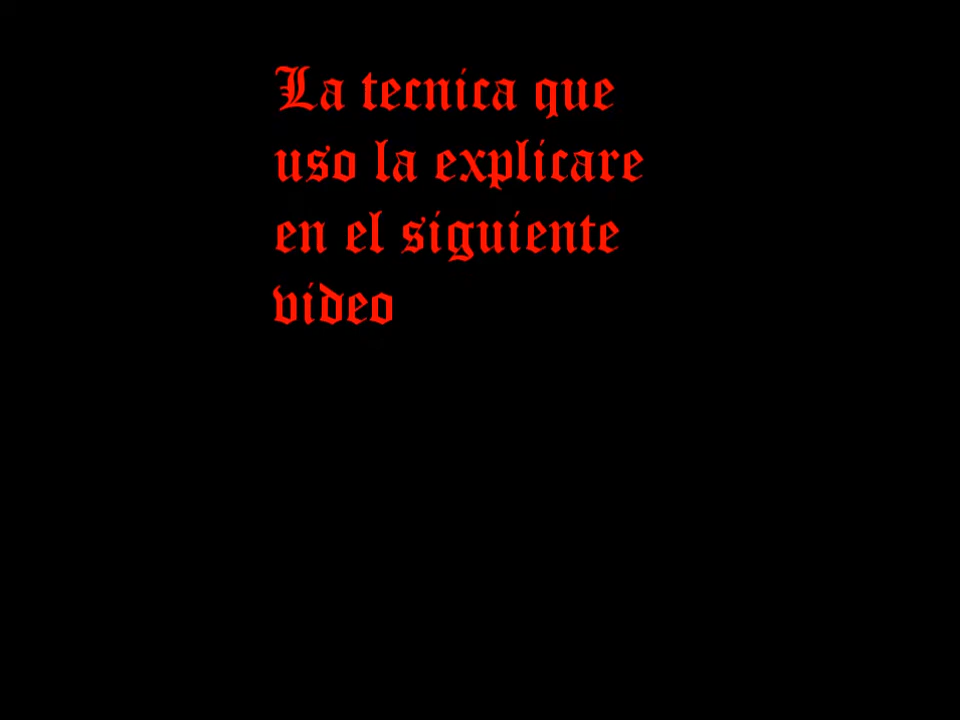 La tecnica que
uso la explicare
en el siguiente
video